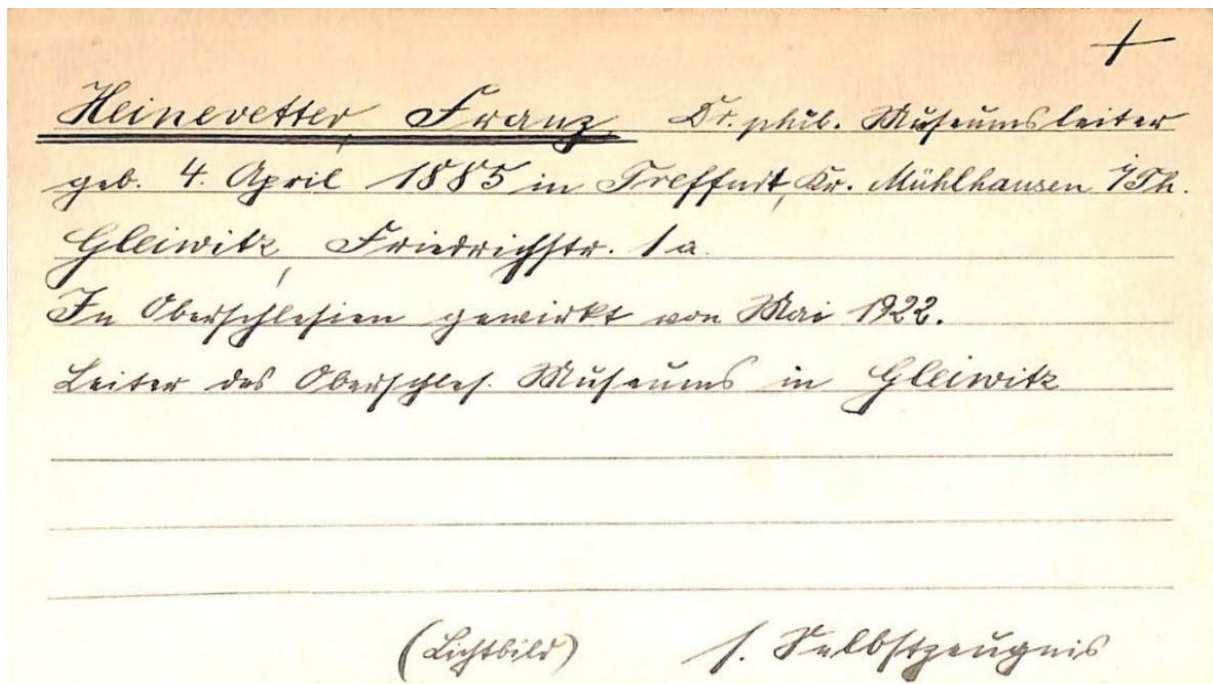 +
Heinevetter, Franz, Dr. phil. Museumsleiter
geb. 4. April 1885 in Treffurt, Kr. Mühlhausen i/Th.
Gleiwitz, Friedrichstr. 1a.
In Oberschlesien gewirkt von Mai 1922.
Leiter des Oberschles. Museums in Gleiwitz
(Lichtbild) s. Selbstzeugnis